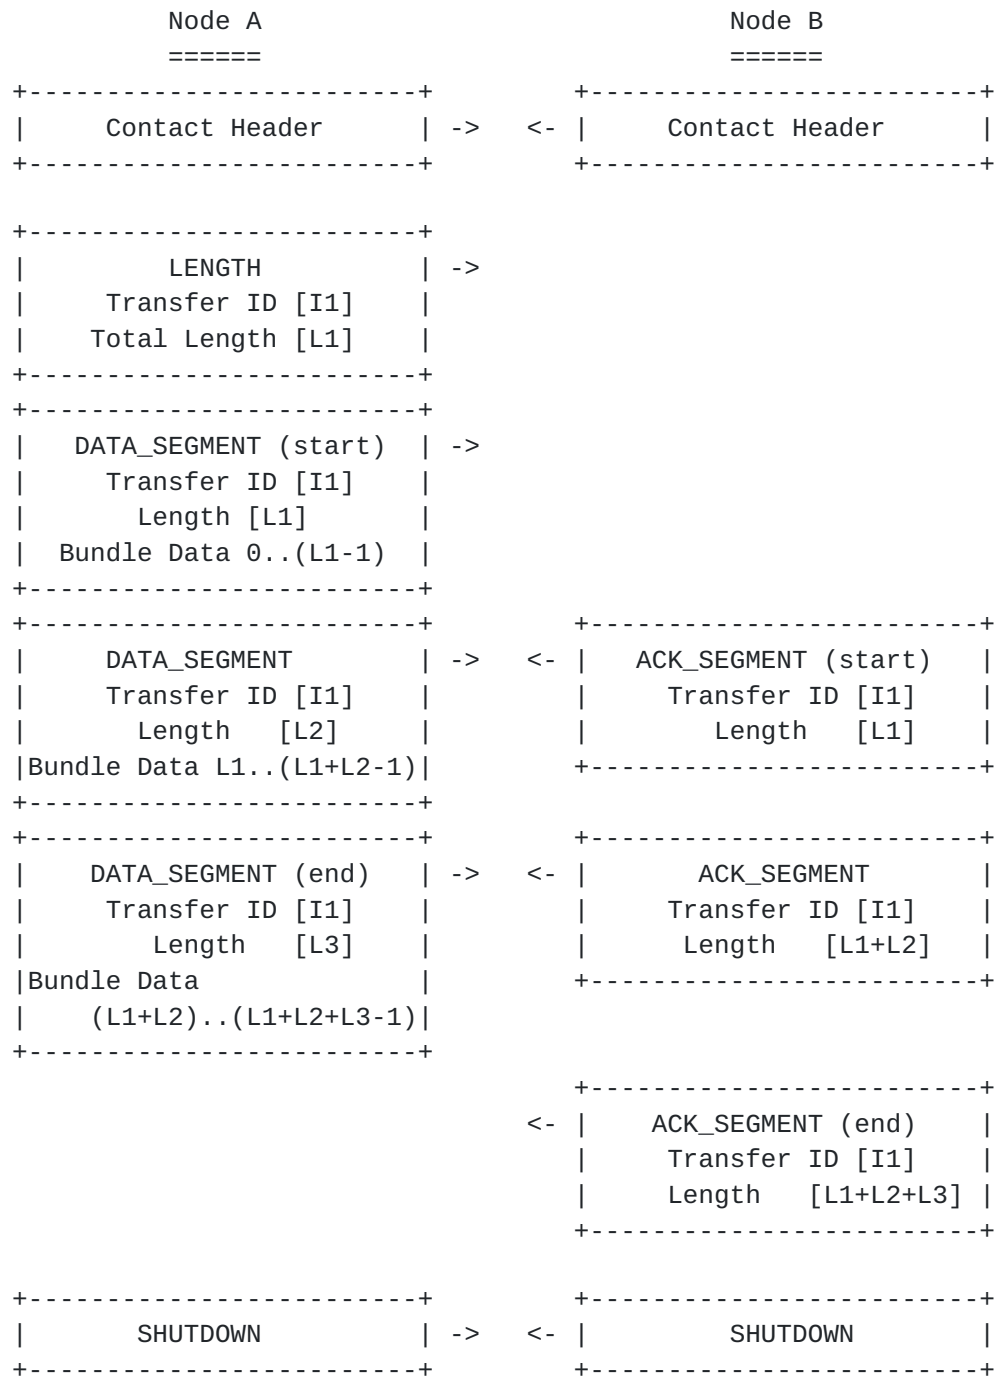 Node A                              Node B
          ======                              ======
+-------------------------+         +-------------------------+
|     Contact Header      | ->   <- |     Contact Header      |
+-------------------------+         +-------------------------+

+-------------------------+
|         LENGTH          | ->
|     Transfer ID [I1]    |
|    Total Length [L1]    |
+-------------------------+
+-------------------------+
|   DATA_SEGMENT (start)  | ->
|     Transfer ID [I1]    |
|       Length [L1]       |
|  Bundle Data 0..(L1-1)  |
+-------------------------+
+-------------------------+         +-------------------------+
|     DATA_SEGMENT        | ->   <- |   ACK_SEGMENT (start)   |
|     Transfer ID [I1]    |         |     Transfer ID [I1]    |
|       Length   [L2]     |         |        Length   [L1]    |
|Bundle Data L1..(L1+L2-1)|         +-------------------------+
+-------------------------+
+-------------------------+         +-------------------------+
|    DATA_SEGMENT (end)   | ->   <- |       ACK_SEGMENT       |
|     Transfer ID [I1]    |         |     Transfer ID [I1]    |
|        Length   [L3]    |         |      Length   [L1+L2]   |
|Bundle Data              |         +-------------------------+
|    (L1+L2)..(L1+L2+L3-1)|
+-------------------------+
                                    +-------------------------+
                                 <- |    ACK_SEGMENT (end)    |
                                    |     Transfer ID [I1]    |
                                    |     Length   [L1+L2+L3] |
                                    +-------------------------+

+-------------------------+         +-------------------------+
|       SHUTDOWN          | ->   <- |         SHUTDOWN        |
+-------------------------+         +-------------------------+